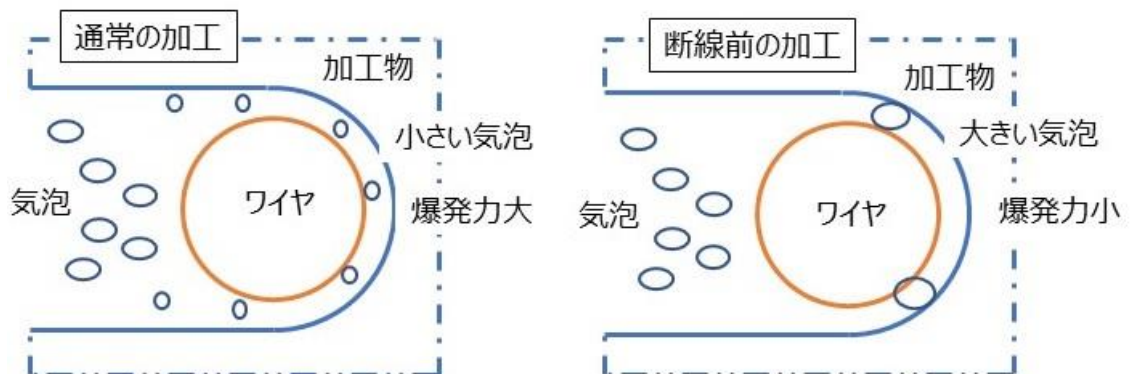 通常の加工
加工物
小さい気泡
気泡
ワイヤ
爆発力大
断線前の加工
加工物
大きい気泡
気泡
ワイヤ
爆発力小